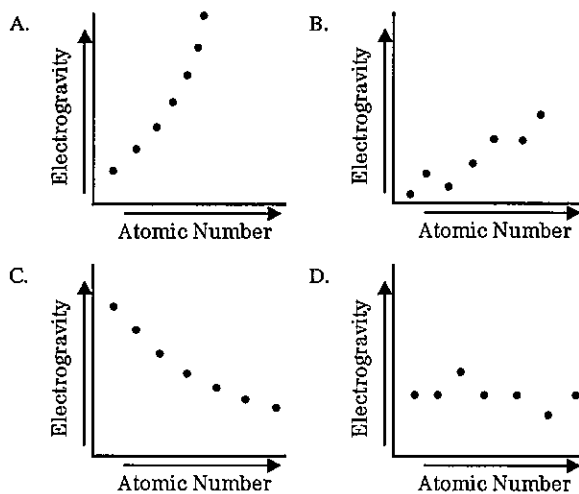 A.
Electrogravity
Atomic Number
B.
Electrogravity
Atomic Number
C.
Electrogravity
Atomic Number
D.
Electrogravity
Atomic Number